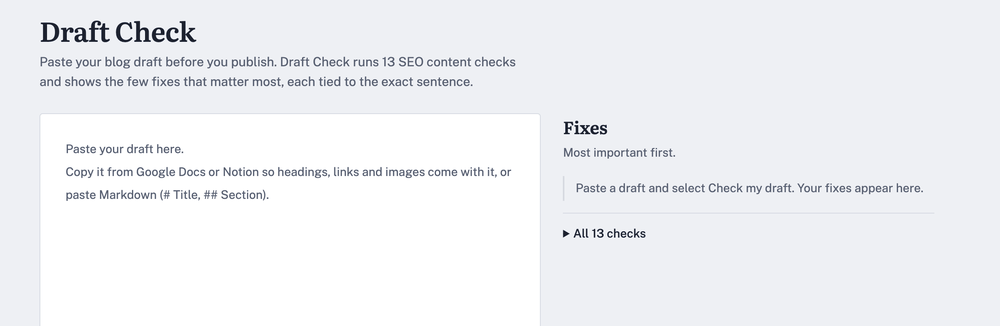 Draft Check
Paste your blog draft before you publish. Draft Check runs 13 SEO content checks
and shows the few fixes that matter most, each tied to the exact sentence.
Paste your draft here.
Copy it from Google Docs or Notion so headings, links and images come with it, or
paste Markdown (# Title, ## Section).
Fixes
Most important first.
Paste a draft and select Check my draft. Your fixes appear here.
All 13 checks